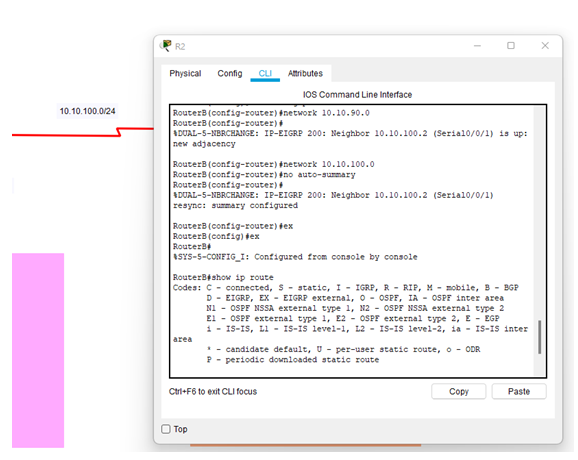 R2
Physical Config CLI Attributes
IOS Command Line Interface
10.10.100.0/24
RouterB(config-router)#network 10.10.90.0
RouterB(config-router)#
%DUAL-5-NBRCHANGE: IP-EIGRP 200: Neighbor 10.10.100.2 (Serial0/0/1) is up:
new adjacency
RouterB(config-router)#network 10.10.100.0
RouterB(config-router)#no auto-summary
RouterB(config-router)#
%DUAL-5-NBRCHANGE: IP-EIGRP 200: Neighbor 10.10.100.2 (Serial0/0/1)
resync: summary configured
RouterB(config-router)#ex
RouterB(config)#ex
RouterB#
%SYS-5-CONFIG_I: Configured from console by console
RouterB#show ip route
Codes: C - connected, S - static, I - IGRP, R - RIP, M - mobile, B - BGP
D - EIGRP, EX - EIGRP external, O - OSPF, IA - OSPF inter area
N1 - OSPF NSSA external type 1, N2 - OSPF NSSA external type 2
E1 - OSPF external type 1, E2 - OSPF external type 2, E - EGP
i - IS-IS, L1 - IS-IS level-1, L2 - IS-IS level-2, ia - IS-IS inter
area
* - candidate default, U - per-user static route, o - ODR
P - periodic downloaded static route
Ctrl+F6 to exit CLI focus
Copy Paste
Top